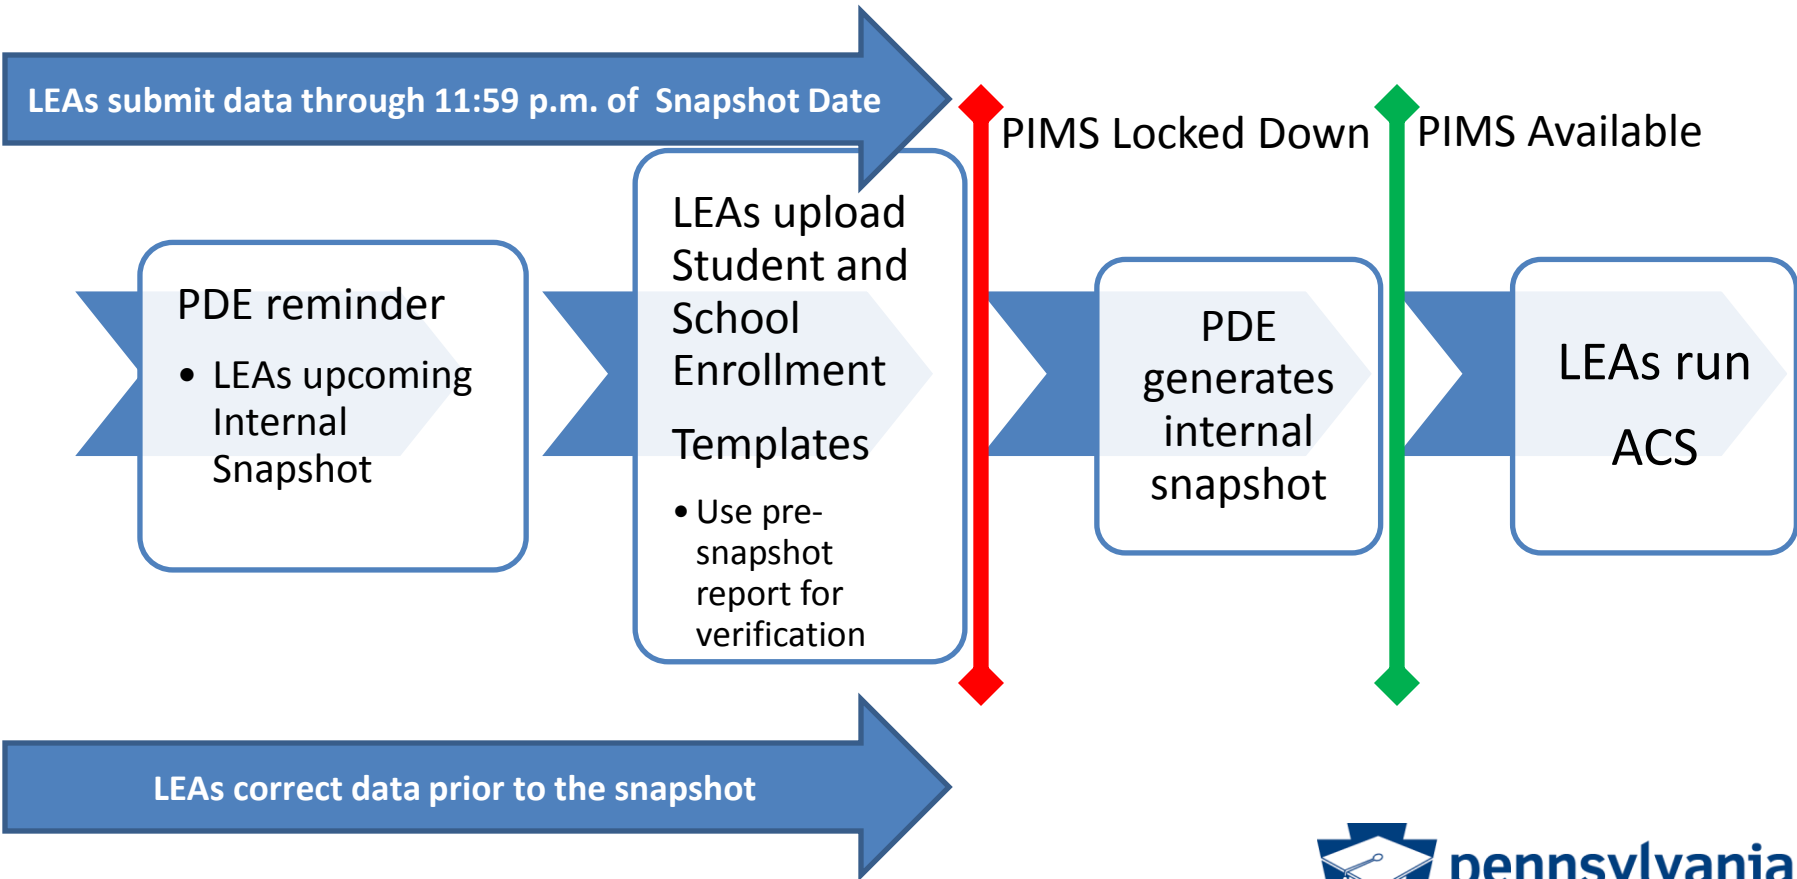 LEAs submit data through 11:59 p.m. of Snapshot Date
PIMS Locked Down
PIMS Available
PDE reminder
• LEAs upcoming
Internal
Snapshot
LEAs upload
Student and
School
Enrollment
Templates
• Use pre-
snapshot
report for
verification
PDE
generates
internal
snapshot
LEAs run
ACS
LEAs correct data prior to the snapshot
pennsylvania